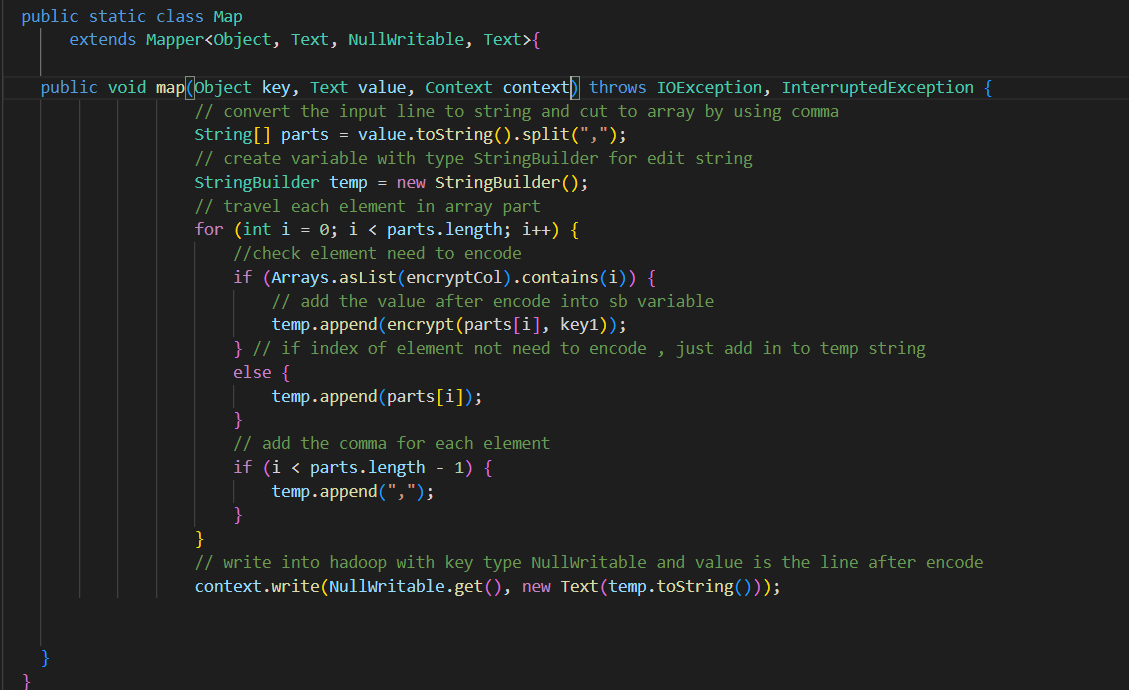 public static class Map
extends Mapper<Object, Text, NullWritable, Text>{
public void map(Object key, Text value, Context context) throws IOException, InterruptedException {
// convert the input line to string and cut to array by using comma
String[] parts = value.toString().split(",");
// create variable with type StringBuilder for edit string
StringBuilder temp = new StringBuilder();
// travel each element in array part
for (int i = 0; i < parts.length; i++) {
//check element need to encode
if (Arrays.asList(encryptCol).contains(i)) {
// add the value after encode into sb variable
temp.append(encrypt(parts[i], key1));
} // if index of element not need to encode , just add in to temp string
else {
temp.append(parts[i]);
}
// add the comma for each element
if (i < parts.length - 1) {
temp.append(",");
}
}
// write into hadoop with key type NullWritable and value is the line after encode
context.write(NullWritable.get(), new Text(temp.toString()));
}
}